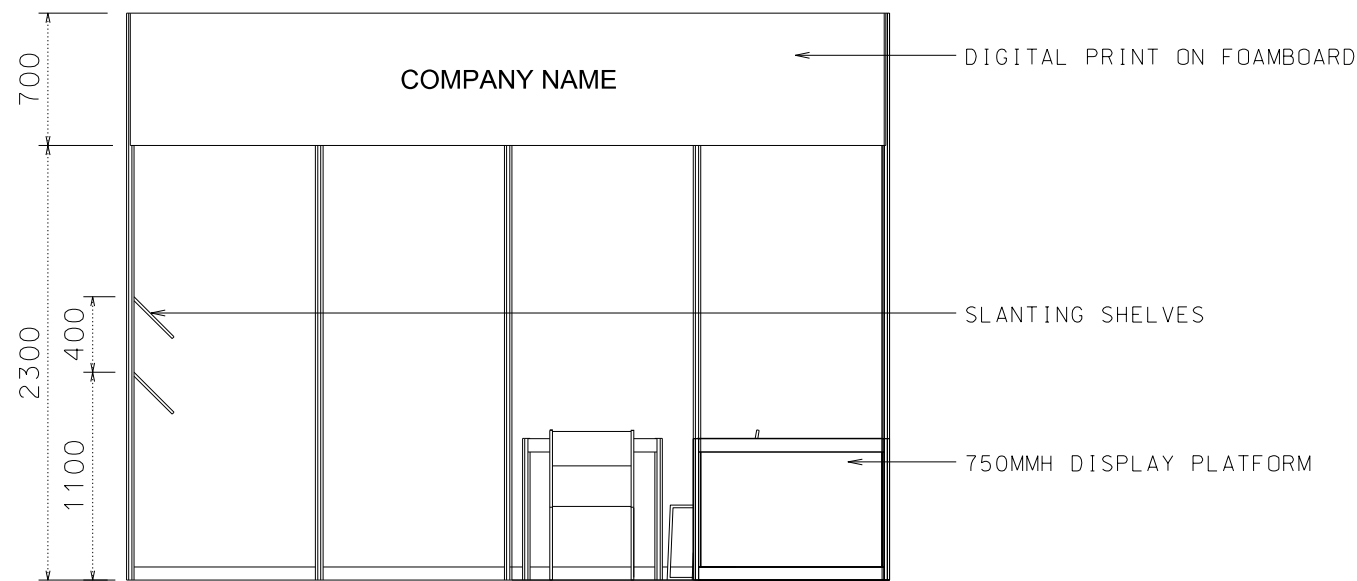 700
DIGITAL PRINT ON FOAMBOARD
COMPANY NAME
2300
400
SLANTING SHELVES
1100
750MMH DISPLAY PLATFORM